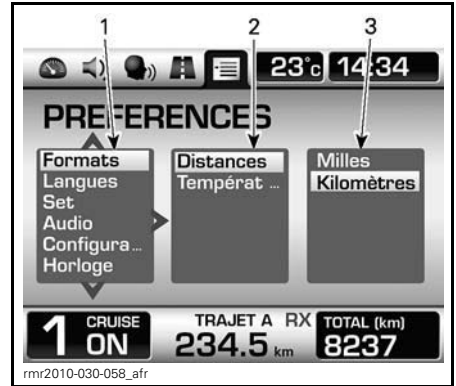 1 2 3
23°c 14:34
PREFERENCES
Formats
Langues
Set
Audio
Configura ...
Horloge
Distances
Températ ...
Milles
Kilomètres
1 CRUISE ON
TRAJET A RX
234.5 km
TOTAL (km)
8237
rmr2010-030-058_afr